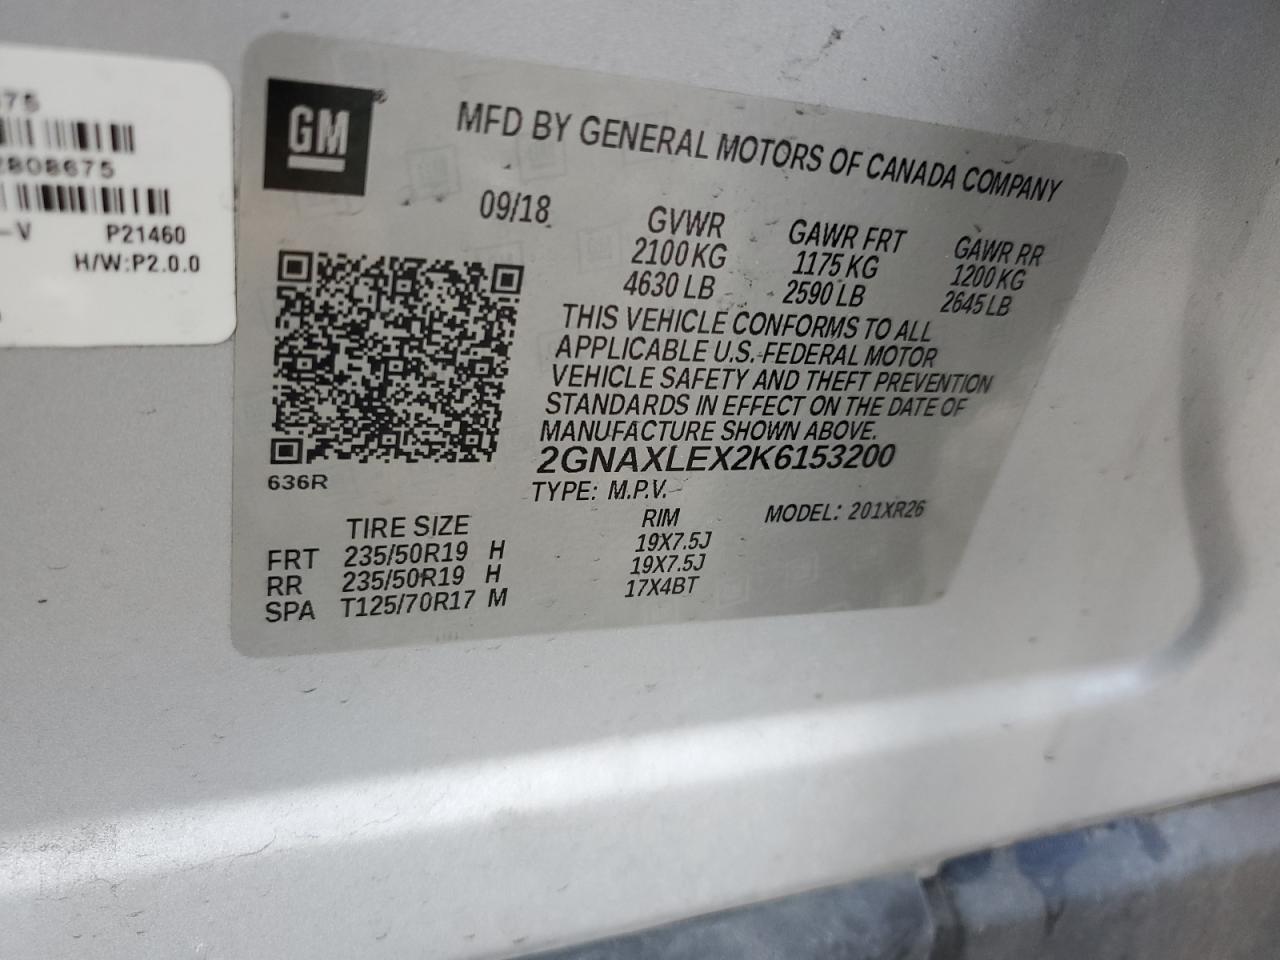 675
2808675
-V P21460
H/W:P2.0.0
GM®
MFD BY GENERAL MOTORS OF CANADA COMPANY
09/18 GVWR GAWR FRT GAWR RR
2100 KG 1175 KG 1200 KG
4630 LB 2590 LB 2645 LB
THIS VEHICLE CONFORMS TO ALL
APPLICABLE U.S.-FEDERAL MOTOR
VEHICLE SAFETY AND THEFT PREVENTION
STANDARDS IN EFFECT ON THE DATE OF
MANUFACTURE SHOWN ABOVE.
2GNAXLEX2K6153200
636R
TYPE: M.P.V. MODEL: 201XR26
TIRE SIZE RIM
FRT 235/50R19 H 19X7.5J
RR 235/50R19 H 19X7.5J
SPA T125/70R17 M 17X4BT